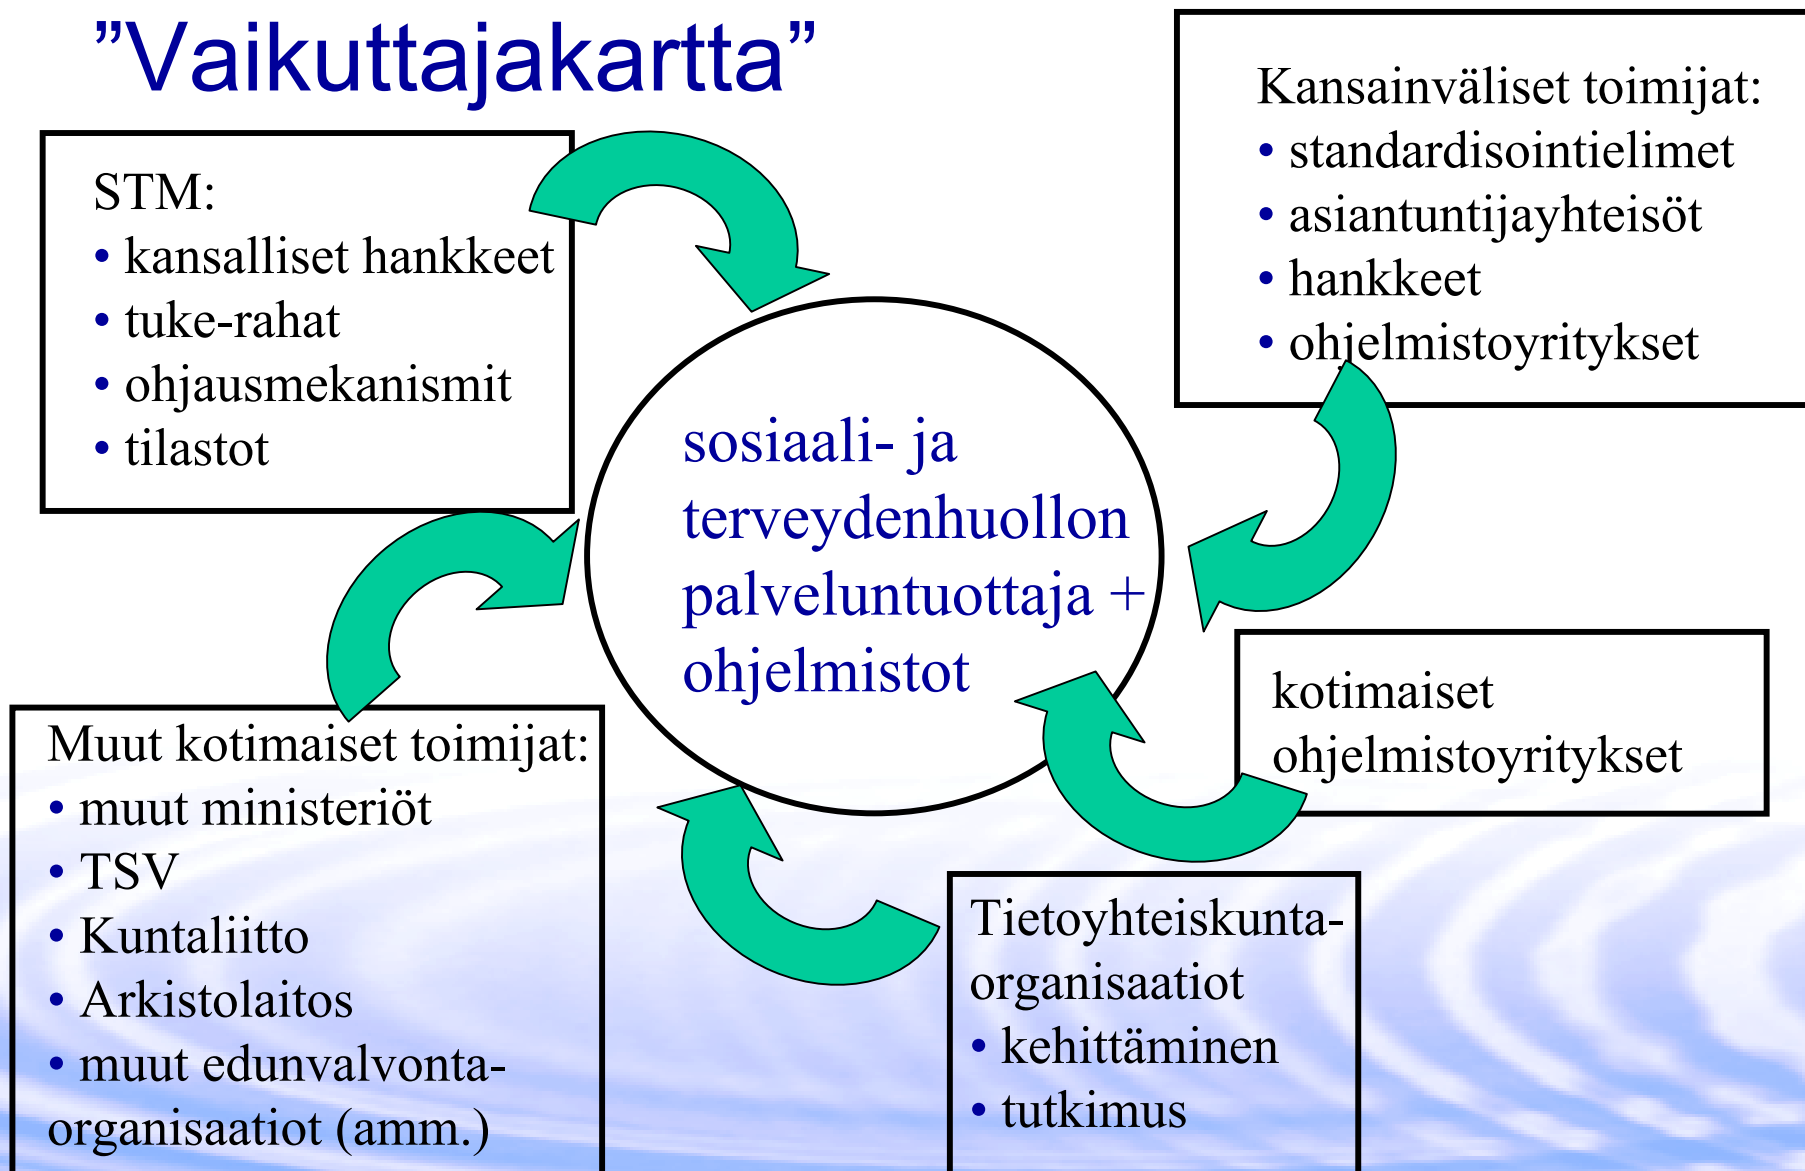 ”Vaikuttajakartta”
STM:
• kansalliset hankkeet
• tuke-rahat
• ohjausmekanismit
• tilastot
Kansainväliset toimijat:
• standardisointielimet
• asiantuntijayhteisöt
• hankkeet
• ohjelmistoyritykset
sosiaali- ja
terveydenhuollon
palveluntuottaja +
ohjelmistot
kotimaiset
ohjelmistoyritykset
Muut kotimaiset toimijat:
• muut ministeriöt
• TSV
• Kuntaliitto
• Arkistolaitos
• muut edunvalvonta-
organisaatiot (amm.)
Tietoyhteiskunta-
organisaatiot
• kehittäminen
• tutkimus